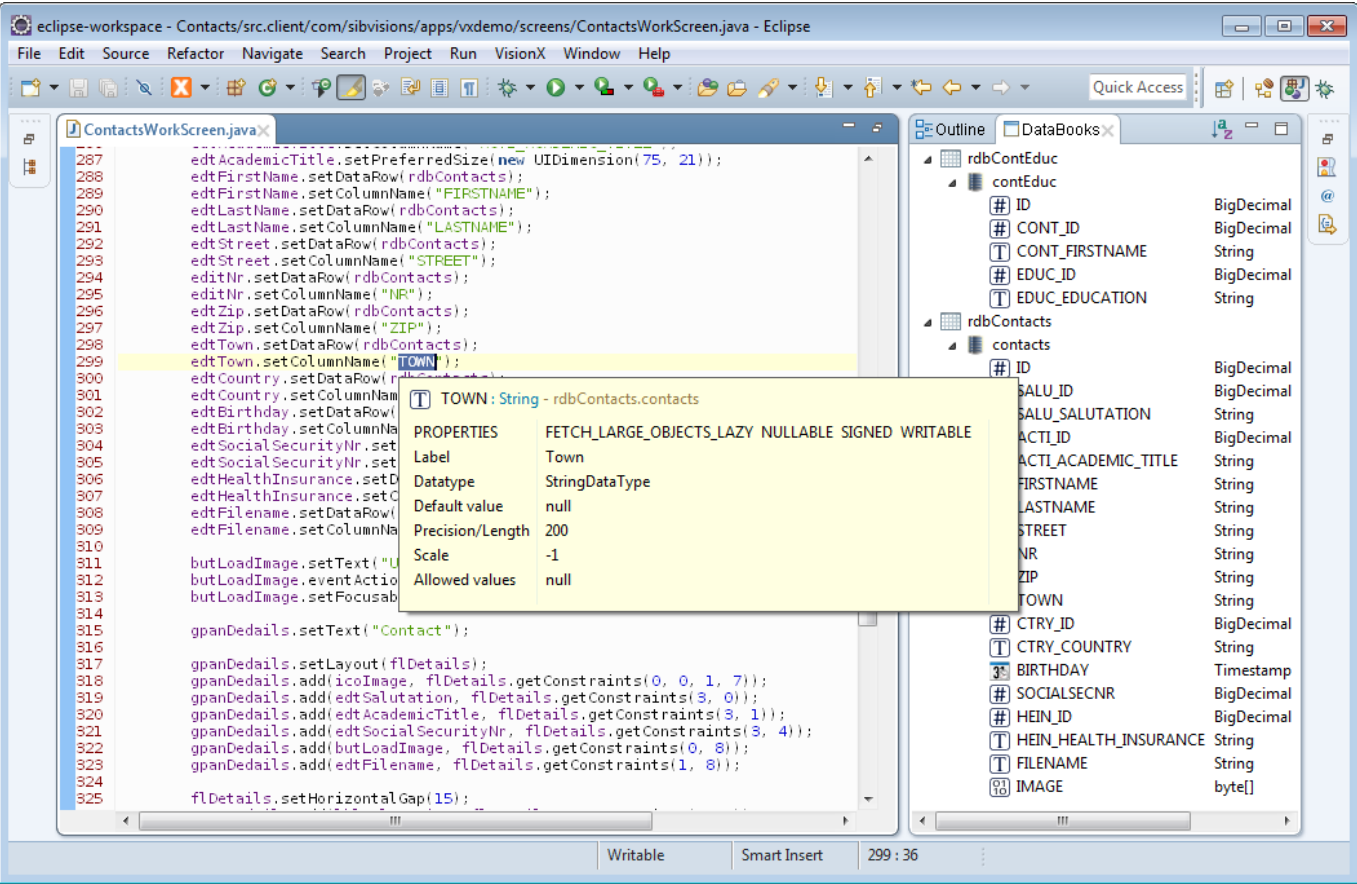 eclipse-workspace - Contacts/src.client/com/sibvisions/apps/vxdemo/screens/ContactsWorkScreen.java - Eclipse
File Edit Source Refactor Navigate Search Project Run VisionX Window Help
Quick Access
ContactsWorkScreen.java
287 edtAcademicTitle.setPreferredSize(new UIDimension(75, 21));
288 edtFirstName.setDataRow(rdbContacts);
289 edtFirstName.setColumnName("FIRSTNAME");
290 edtLastName.setDataRow(rdbContacts);
291 edtLastName.setColumnName("LASTNAME");
292 edtStreet.setDataRow(rdbContacts);
293 edtStreet.setColumnName("STREET");
294 editNr.setDataRow(rdbContacts);
295 editNr.setColumnName("NR");
296 edtZip.setDataRow(rdbContacts);
297 edtZip.setColumnName("ZIP");
298 edtTown.setDataRow(rdbContacts);
299 edtTown.setColumnName("TOWN");
300 edtCountry.setDataRow(rdbContacts);
301 edtCountry.setColumnNam
302 edtBirthday.setDataRow(
303 edtBirthday.setColumnNa
304 edtSocialSecurityNr.set
305 edtSocialSecurityNr.set
306 edtHealthInsurance.setD
307 edtHealthInsurance.setC
308 edtFilename.setDataRow(
309 edtFilename.setColumnNa
310
311 butLoadImage.setText("U
312 butLoadImage.eventActio
313 butLoadImage.setFocusab
314
315 gpanDedails.setText("Contact");
316
317 gpanDedails.setLayout(flDetails);
318 gpanDedails.add(icoImage, flDetails.getConstraints(0, 0, 1, 7));
319 gpanDedails.add(edtSalutation, flDetails.getConstraints(3, 0));
320 gpanDedails.add(edtAcademicTitle, flDetails.getConstraints(3, 1));
321 gpanDedails.add(edtSocialSecurityNr, flDetails.getConstraints(3, 4));
322 gpanDedails.add(butLoadImage, flDetails.getConstraints(0, 8));
323 gpanDedails.add(edtFilename, flDetails.getConstraints(1, 8));
324
325 flDetails.setHorizontalGap(15);
TOWN : String - rdbContacts.contacts
PROPERTIES FETCH_LARGE_OBJECTS_LAZY NULLABLE SIGNED WRITABLE
Label Town
Datatype StringDataType
Default value null
Precision/Length 200
Scale -1
Allowed values null
Outline DataBooks
rdbContEduc
contEduc
ID BigDecimal
CONT_ID BigDecimal
CONT_FIRSTNAME String
EDUC_ID BigDecimal
EDUC_EDUCATION String
rdbContacts
contacts
ID BigDecimal
SALU_ID BigDecimal
SALU_SALUTATION String
ACTI_ID BigDecimal
ACTI_ACADEMIC_TITLE String
FIRSTNAME String
LASTNAME String
STREET String
NR String
ZIP String
TOWN String
CTRY_ID BigDecimal
CTRY_COUNTRY String
BIRTHDAY Timestamp
SOCIALSECNR BigDecimal
HEIN_ID BigDecimal
HEIN_HEALTH_INSURANCE String
FILENAME String
IMAGE byte[]
Writable Smart Insert 299 : 36